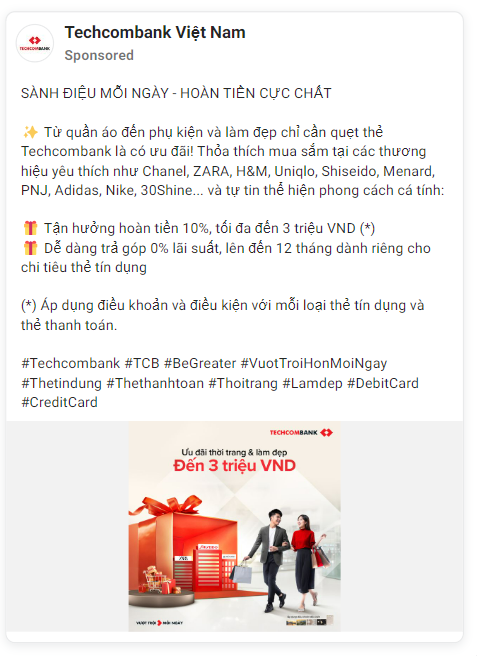 Techcombank Việt Nam
Sponsored
TECHCOMBANK
SÀNH ĐIỆU MỖI NGÀY - HOÀN TIỀN CỰC CHẤT
✨ Từ quần áo đến phụ kiện và làm đẹp chỉ cần quẹt thẻ
Techcombank là có ưu đãi! Thỏa thích mua sắm tại các thương
hiệu yêu thích như Chanel, ZARA, H&M, Uniqlo, Shiseido, Menard,
PNJ, Adidas, Nike, 30Shine... và tự tin thể hiện phong cách cá tính:
🎁 Tận hưởng hoàn tiền 10%, tối đa đến 3 triệu VND (*)
🎁 Dễ dàng trả góp 0% lãi suất, lên đến 12 tháng dành riêng cho
chi tiêu thẻ tín dụng
(*) Áp dụng điều khoản và điều kiện với mỗi loại thẻ tín dụng và
thẻ thanh toán.
#Techcombank #TCB #BeGreater #VuotTroiHonMoiNgay
#Thetindung #Thethanhtoan #Thoitrang #Lamdep #DebitCard
#CreditCard
TECHCOMBANK
Ưu đãi thời trang & làm đẹp
Đến 3 triệu VND
VƯỢT TRỘI MỖI NGÀY